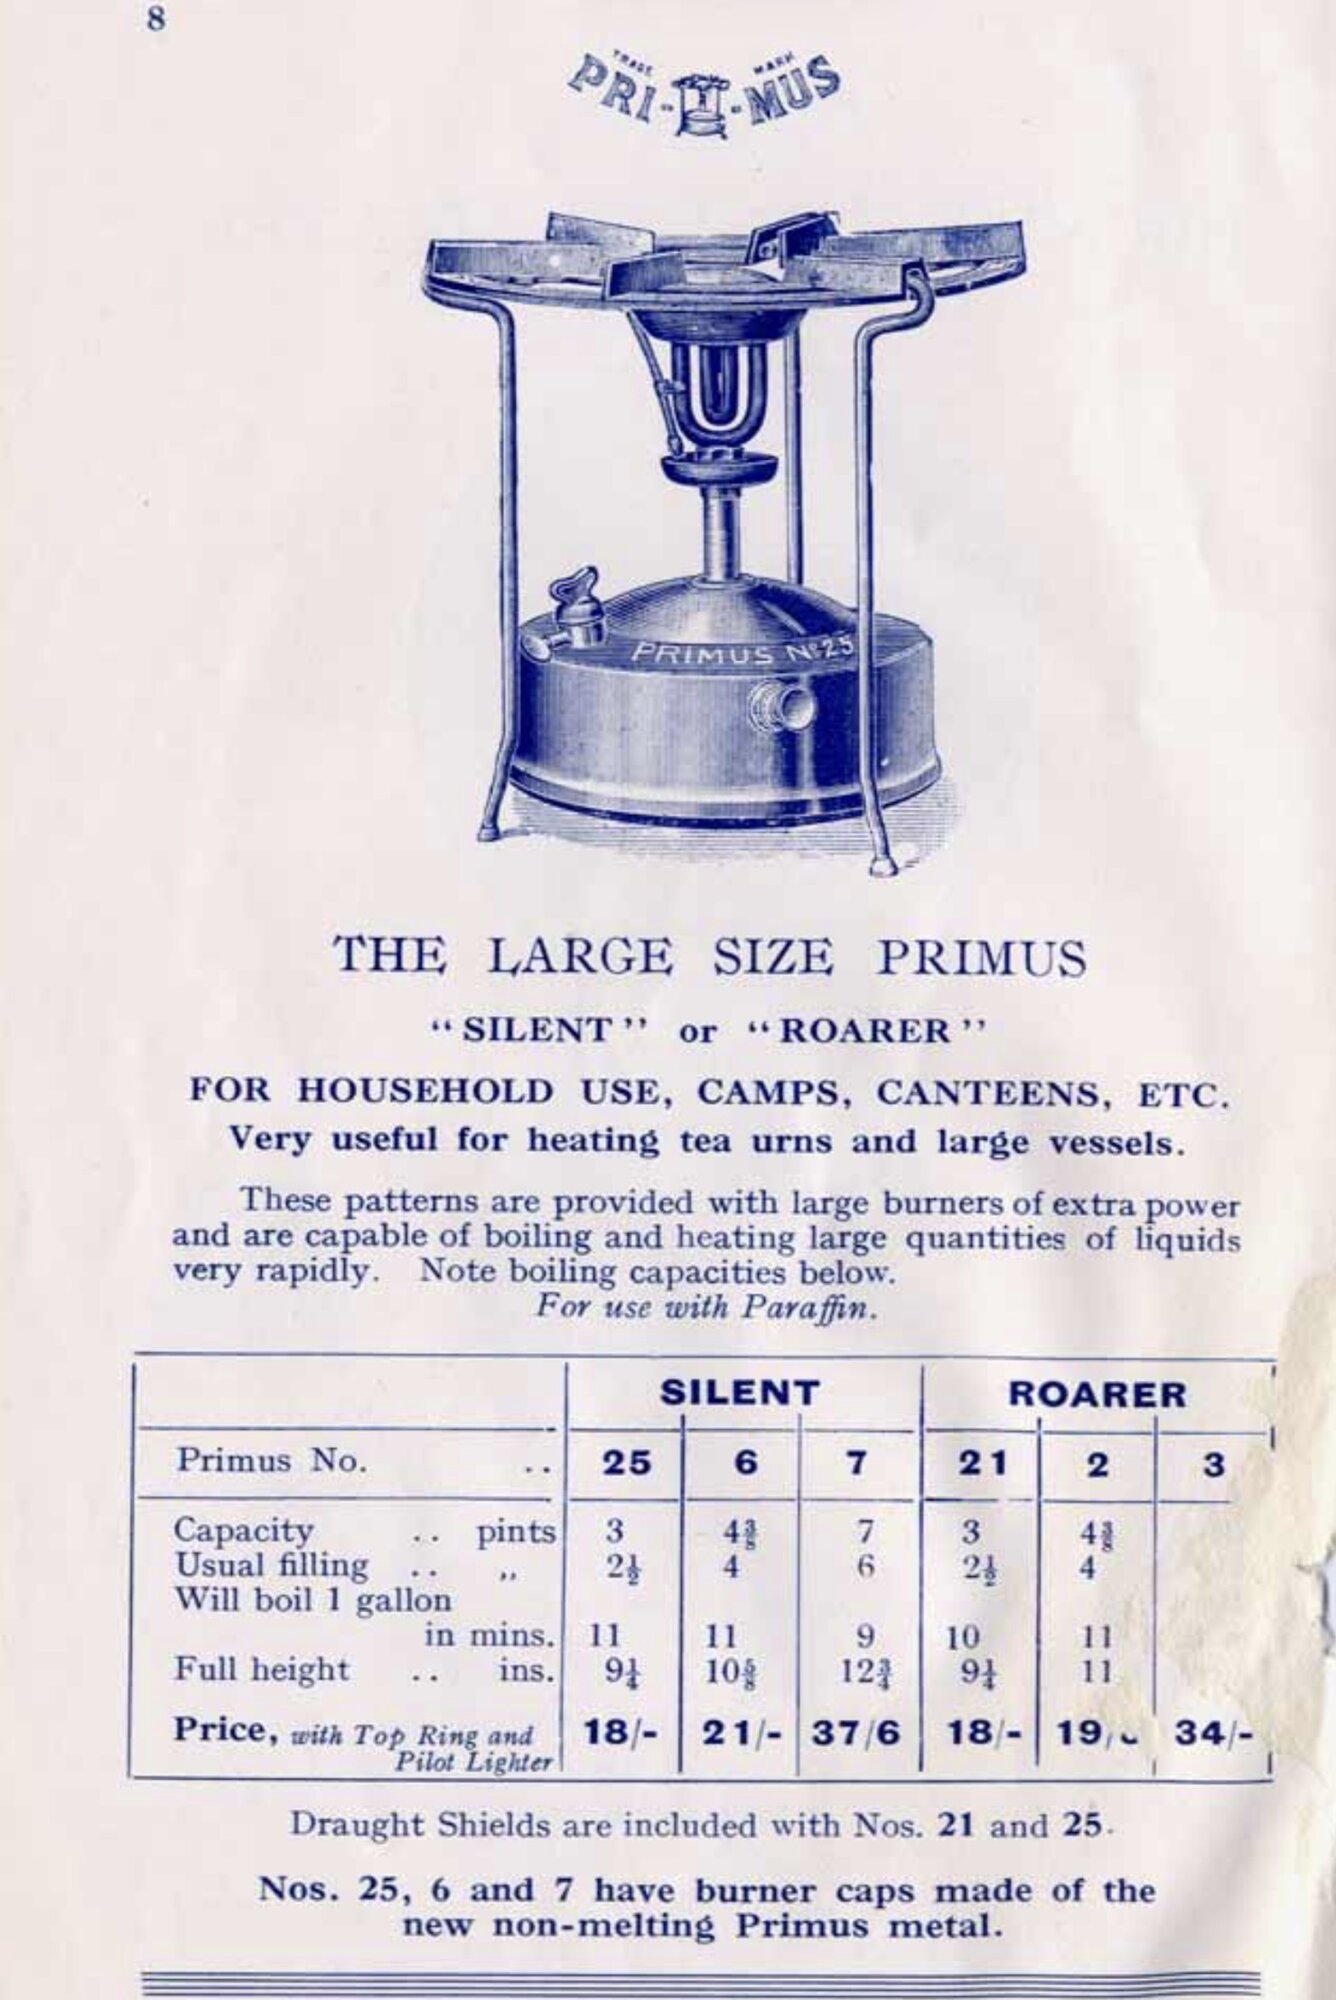 8
TRADE MARK
PRI-MUS
PRIMUS Nº25
THE LARGE SIZE PRIMUS
“ SILENT ” or “ ROARER ”
FOR HOUSEHOLD USE, CAMPS, CANTEENS, ETC.
Very useful for heating tea urns and large vessels.
These patterns are provided with large burners of extra power
and are capable of boiling and heating large quantities of liquids
very rapidly. Note boiling capacities below.
For use with Paraffin.
SILENT ROARER
Primus No. .. 25 6 7 21 2 3
Capacity .. pints 3 4⅜ 7 3 4⅜
Usual filling .. ,, 2½ 4 6 2½ 4
Will boil 1 gallon
in mins. 11 11 9 10 11
Full height .. ins. 9¼ 10⅝ 12¾ 9¼ 11
Price, with Top Ring and 18/- 21/- 37/6 18/- 34/-
Pilot Lighter
Draught Shields are included with Nos. 21 and 25.
Nos. 25, 6 and 7 have burner caps made of the
new non-melting Primus metal.